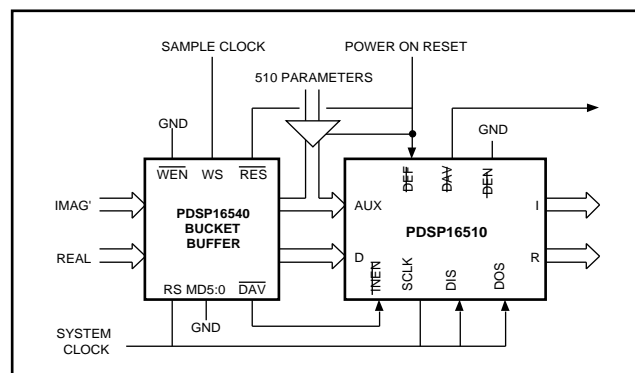 SAMPLE CLOCK
POWER ON RESET
510 PARAMETERS
GND
GND
WEN WS RES
DEF DAV DEN
IMAG'
PDSP16540
BUCKET
BUFFER
AUX
PDSP16510
I
REAL
D
R
RS MD5:0 DAV
INEN SCLK DIS DOS
GND
SYSTEM
CLOCK